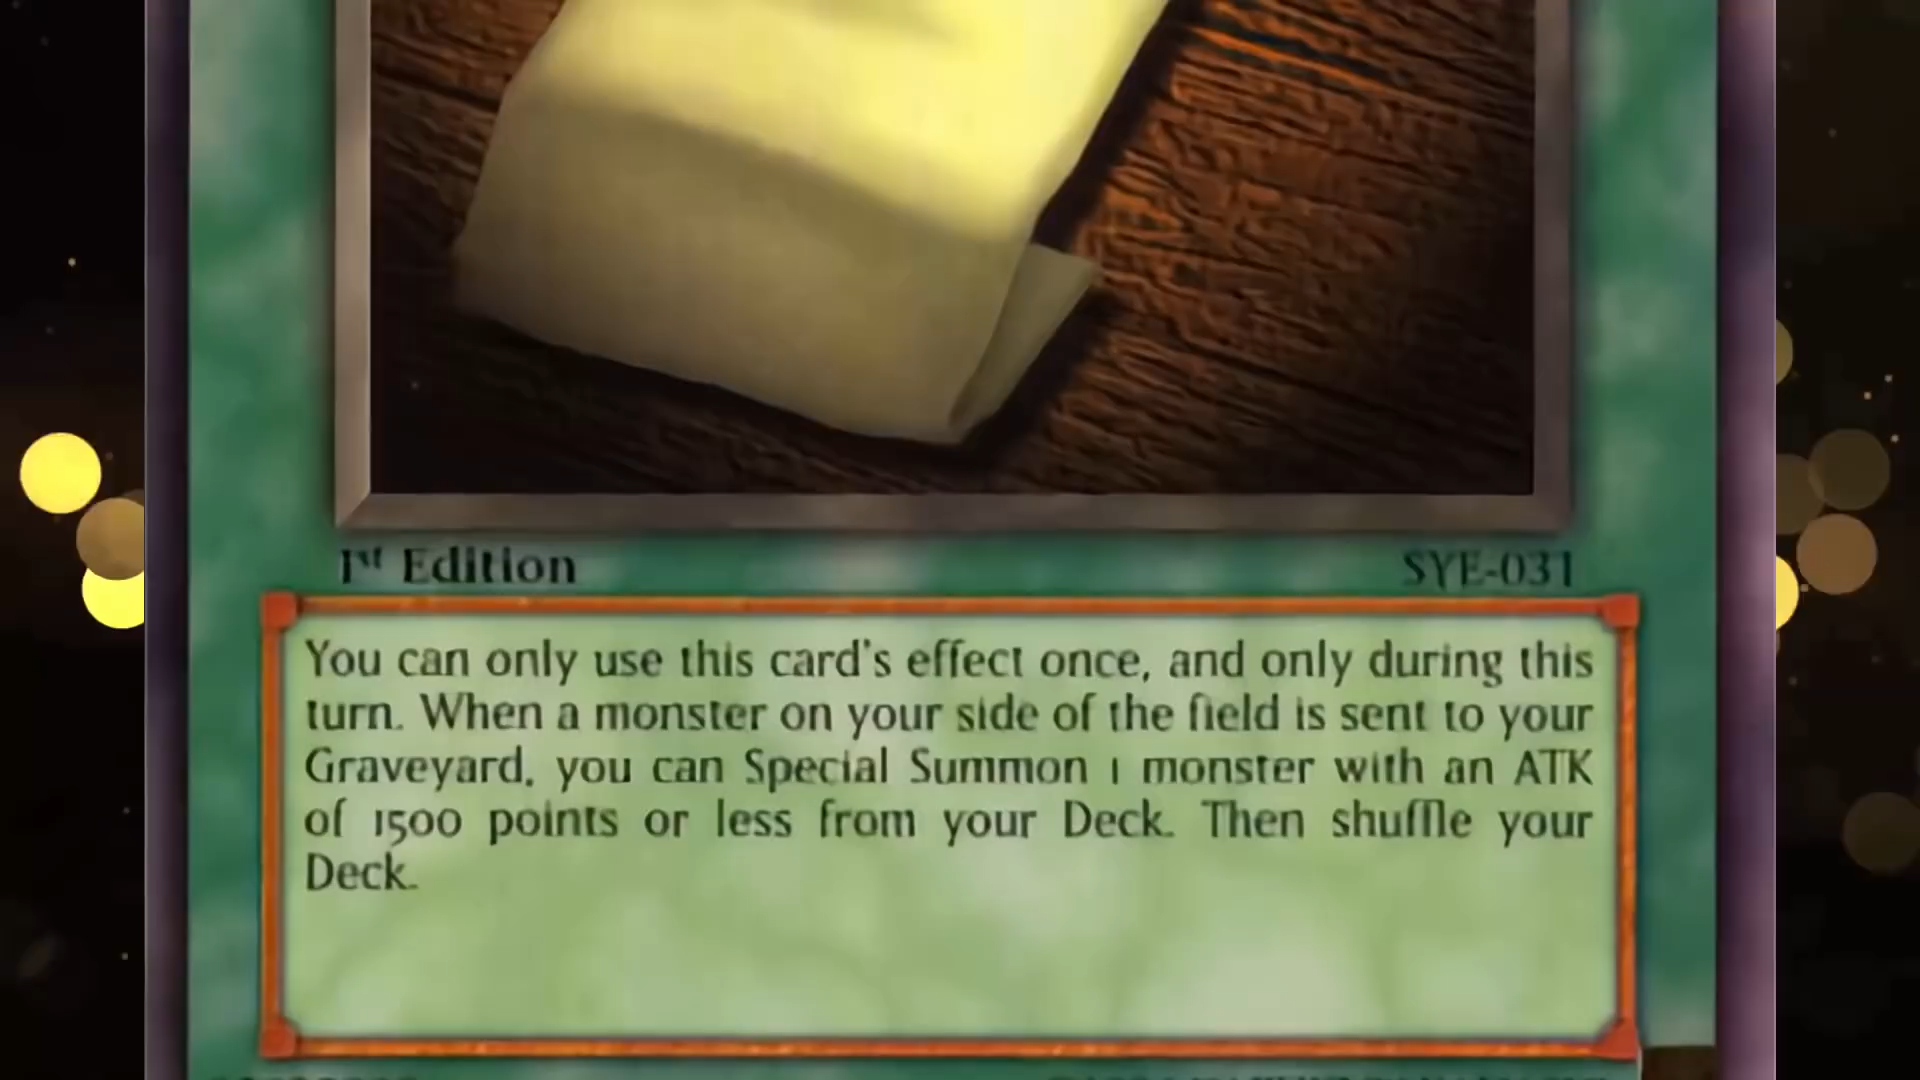 1st Edition
SYE-031
You can only use this card's effect once, and only during this
turn. When a monster on your side of the field is sent to your
Graveyard, you can Special Summon 1 monster with an ATK
of 1500 points or less from your Deck. Then shuffle your
Deck.